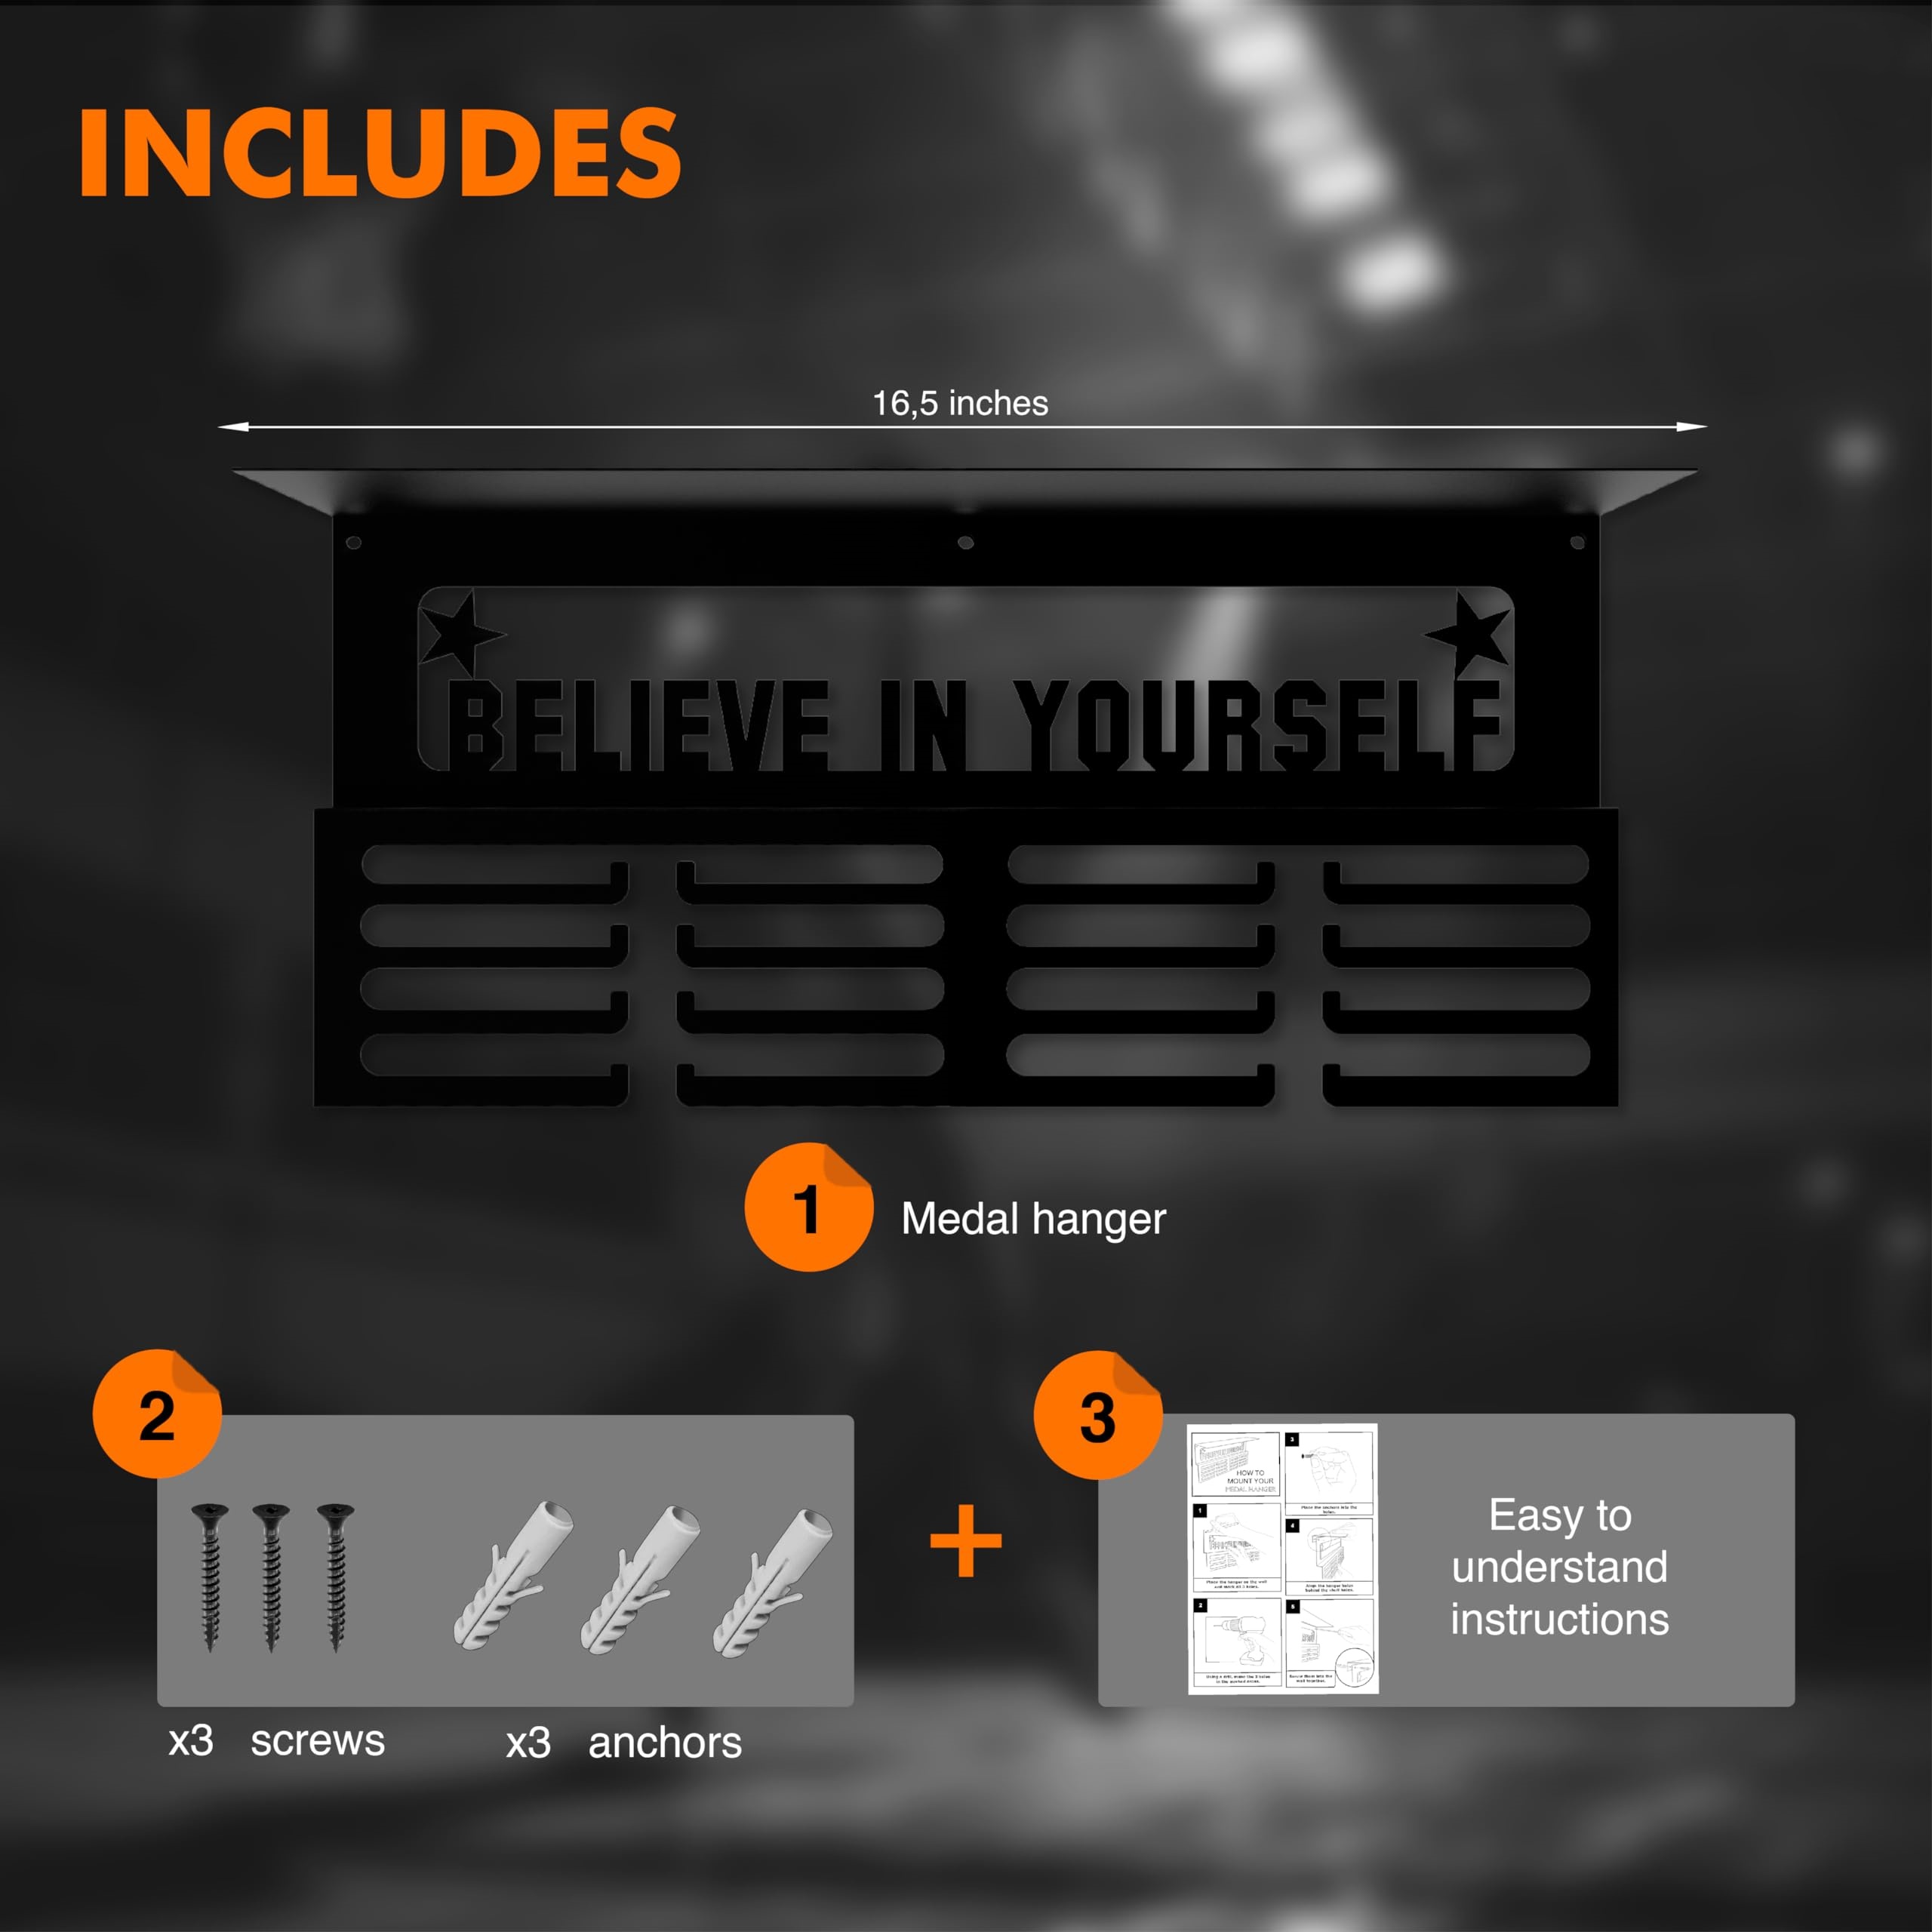 INCLUDES
16,5 inches
BELIEVE IN YOURSELF
1
Medal hanger
2
3
HOW TO
MOUNT YOUR
MEDAL HANGER
3
1
4
2
5
Easy to
understand
instructions
x3 screws
x3 anchors